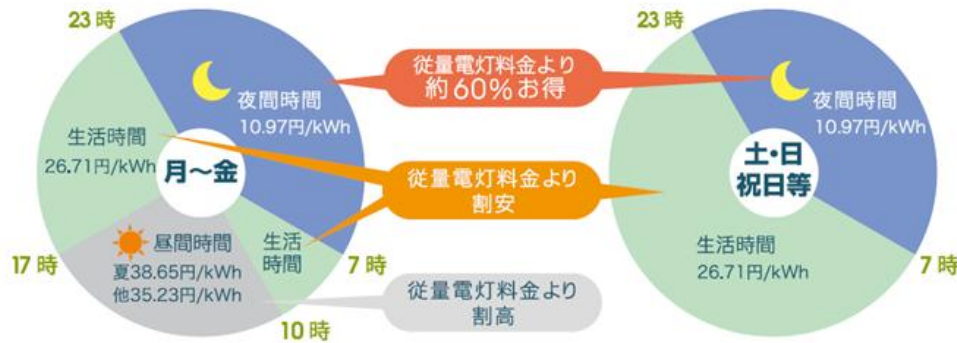 23時
夜間時間
10.97円/kWh
生活時間
26.71円/kWh
月〜金
昼間時間
夏38.65円/kWh
他35.23円/kWh
生活
時間
17時
7時
10時
従量電灯料金より
約60%お得
従量電灯料金より
割安
従量電灯料金より
割高
23時
夜間時間
10.97円/kWh
土・日
祝日等
生活時間
26.71円/kWh
7時